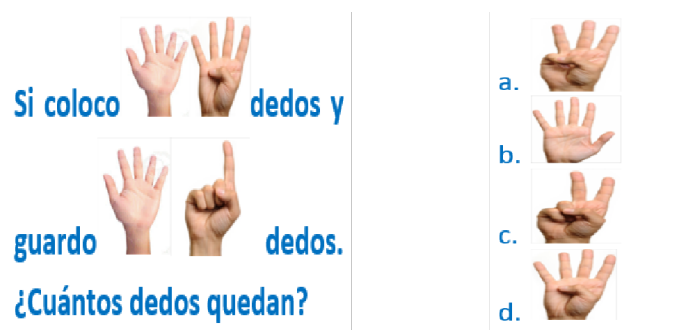 Si coloco dedos y
guardo dedos.
¿Cuántos dedos quedan?
a.
b.
c.
d.